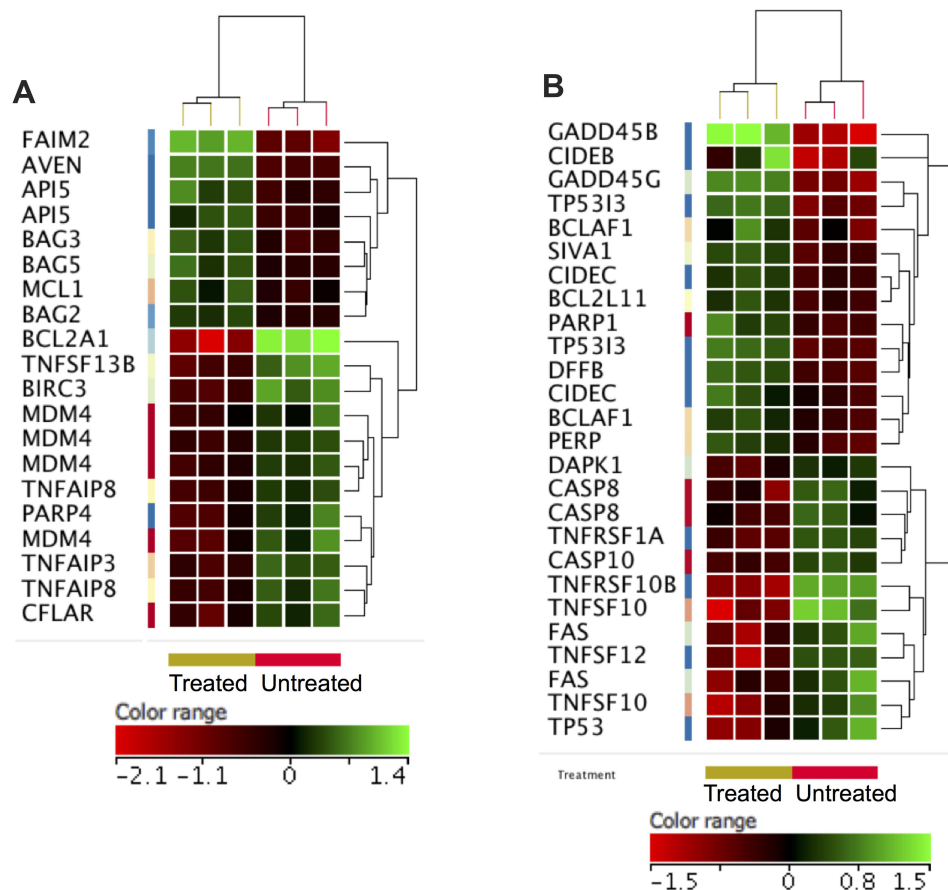 A
FAIM2
AVEN
API5
API5
BAG3
BAG5
MCL1
BAG2
BCL2A1
TNFSF13B
BIRC3
MDM4
MDM4
MDM4
TNFAIP8
PARP4
MDM4
TNFAIP3
TNFAIP8
CFLAR
Treated Untreated
Color range
-2.1 -1.1 0 1.4
B
GADD45B
CIDEB
GADD45G
TP53I3
BCLAF1
SIVA1
CIDEC
BCL2L11
PARP1
TP53I3
DFFB
CIDEC
BCLAF1
PERP
DAPK1
CASP8
CASP8
TNFRSF1A
CASP10
TNFRSF10B
TNFSF10
FAS
TNFSF12
FAS
TNFSF10
TP53
Treatment
Treated Untreated
Color range
-1.5 0 0.8 1.5